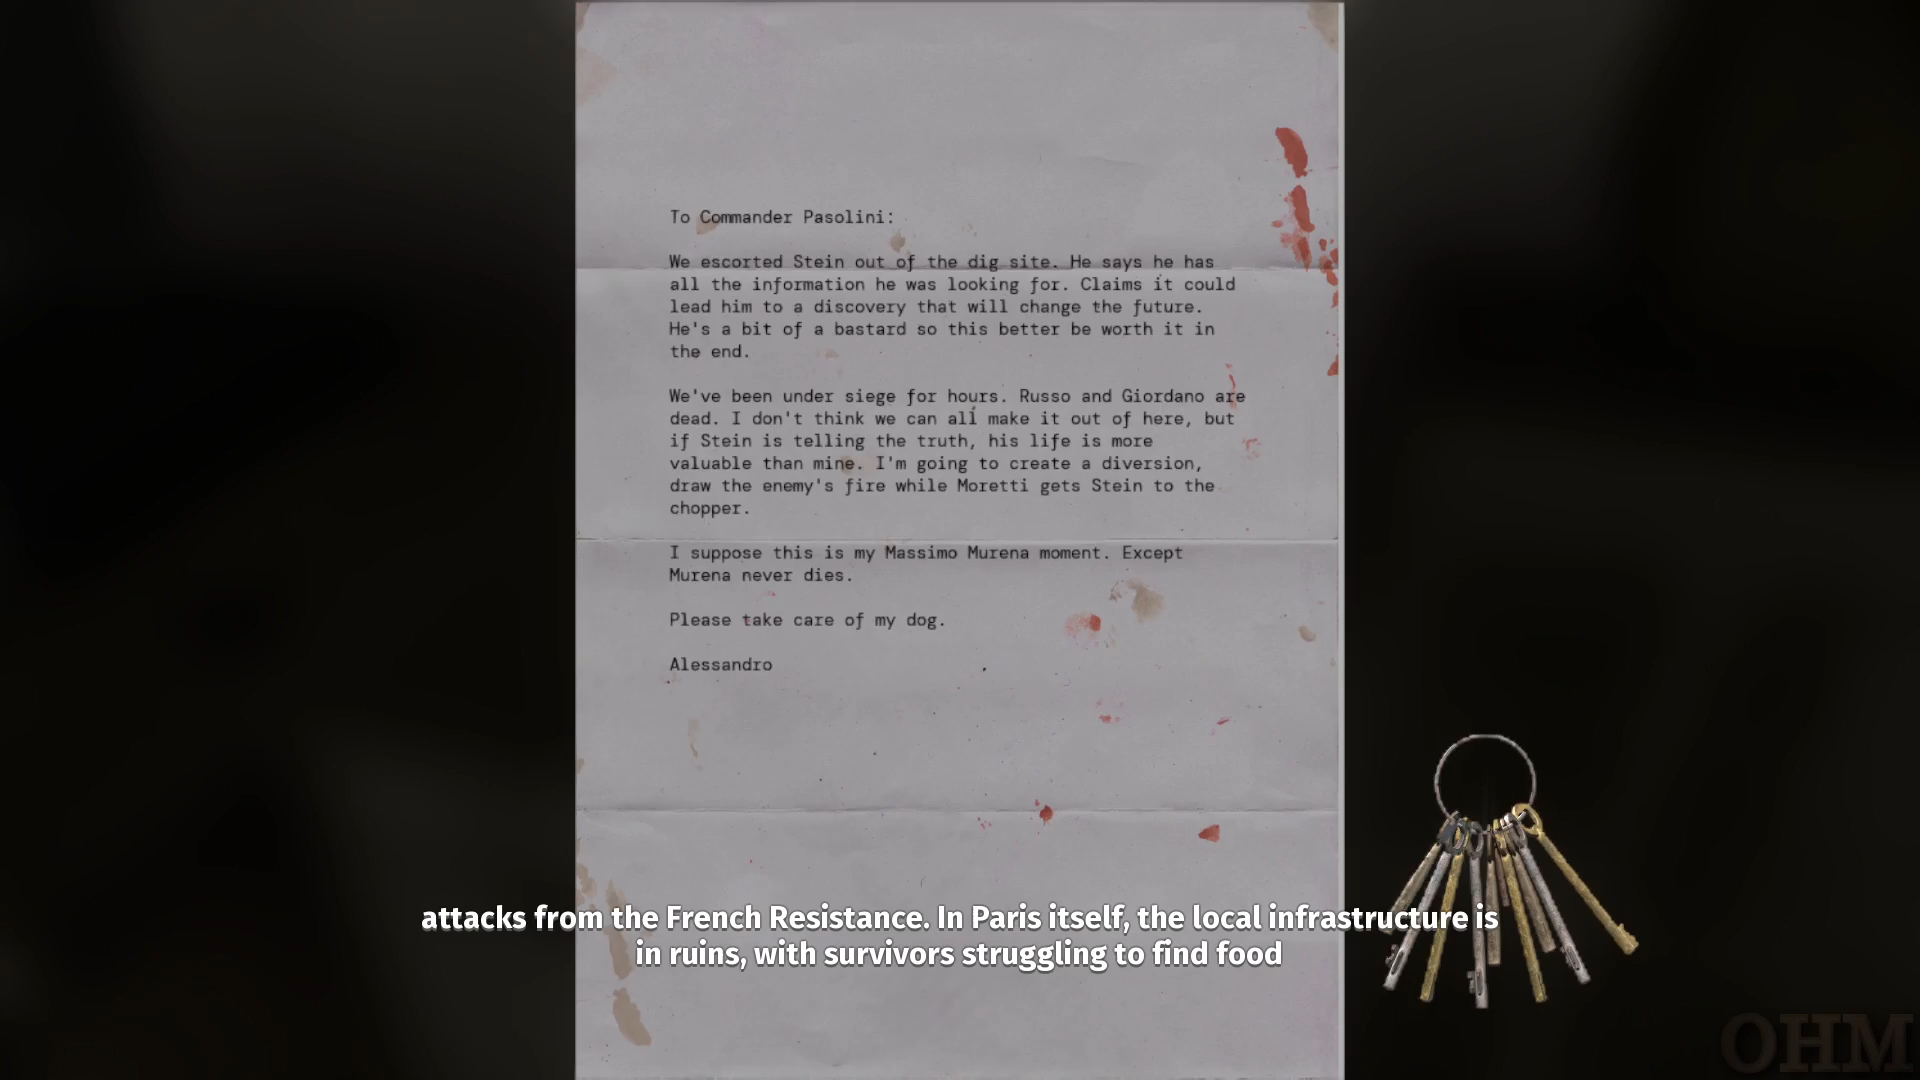 To Commander Pasolini:
We escorted Stein out of the dig site. He says he has
all the information he was looking for. Claims it could
lead him to a discovery that will change the future.
He's a bit of a bastard so this better be worth it in
the end.
We've been under siege for hours. Russo and Giordano are
dead. I don't think we can all make it out of here, but
if Stein is telling the truth, his life is more
valuable than mine. I'm going to create a diversion,
draw the enemy's fire while Moretti gets Stein to the
chopper.
I suppose this is my Massimo Murena moment. Except
Murena never dies.
Please take care of my dog.
Alessandro
attacks from the French Resistance. In Paris itself, the local infrastructure is
in ruins, with survivors struggling to find food
OHM